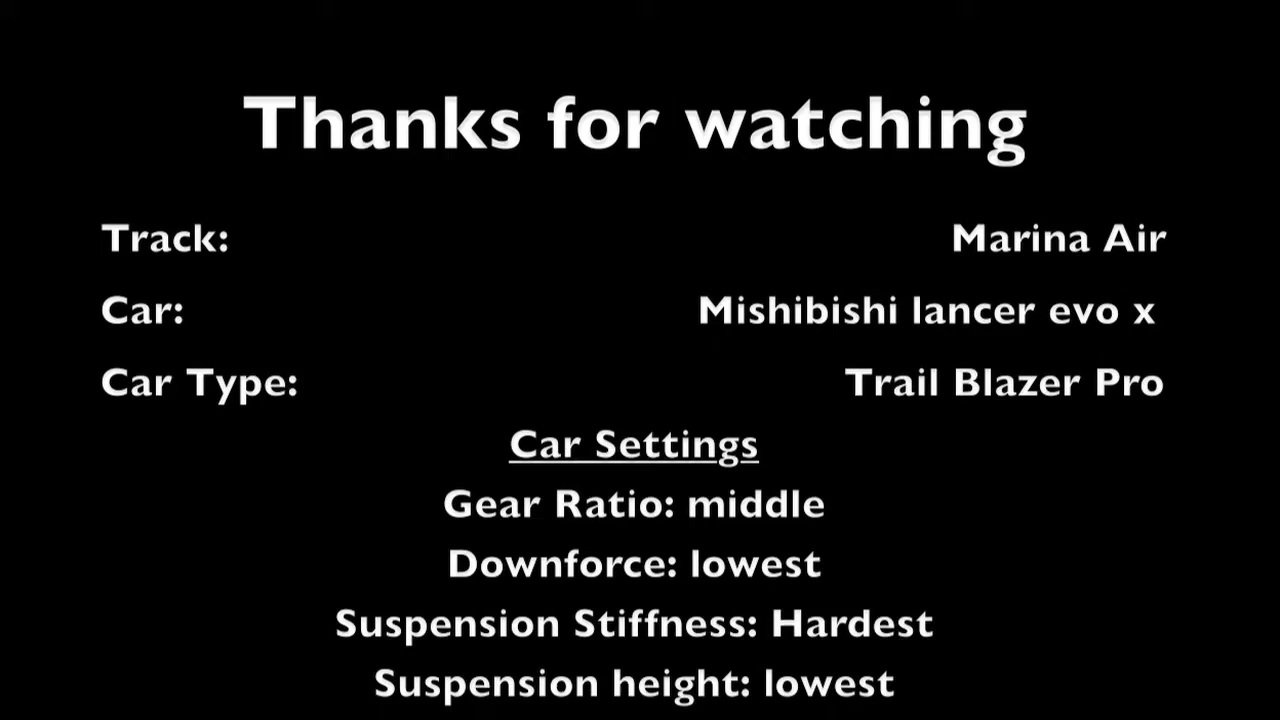 Thanks for watching
Track: Marina Air
Car: Mishibishi lancer evo x
Car Type: Trail Blazer Pro
Car Settings
Gear Ratio: middle
Downforce: lowest
Suspension Stiffness: Hardest
Suspension height: lowest